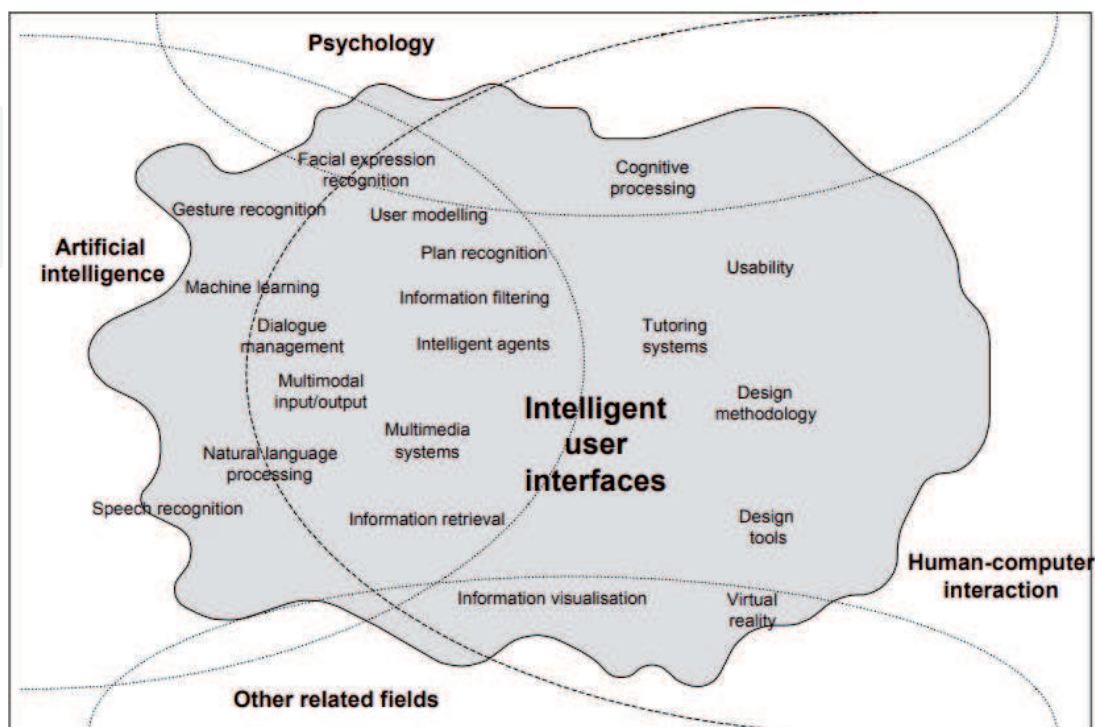 Psychology
Facial expression
recognition
Cognitive
processing
Gesture recognition
User modelling
Artificial
intelligence
Plan recognition
Usability
Machine learning
Information filtering
Dialogue
management
Intelligent agents
Tutoring
systems
Multimodal
input/output
Intelligent
user
interfaces
Design
methodology
Multimedia
systems
Natural language
processing
Speech recognition
Information retrieval
Design
tools
Human-computer
interaction
Information visualisation
Virtual
reality
Other related fields